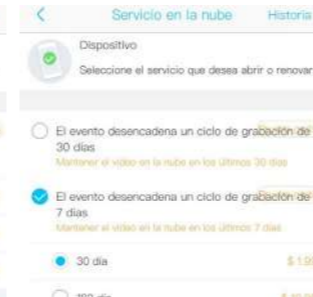 Servicio en la nube Historia
Dispositivo
Seleccione el servicio que desea abrir o renovar
El evento desencadena un ciclo de grabación de
30 días
Mantener el video en la nube en los últimos 30 días
El evento desencadena un ciclo de grabación de
7 días
Mantener el video en la nube en los últimos 7 días
30 día
$ 1.99